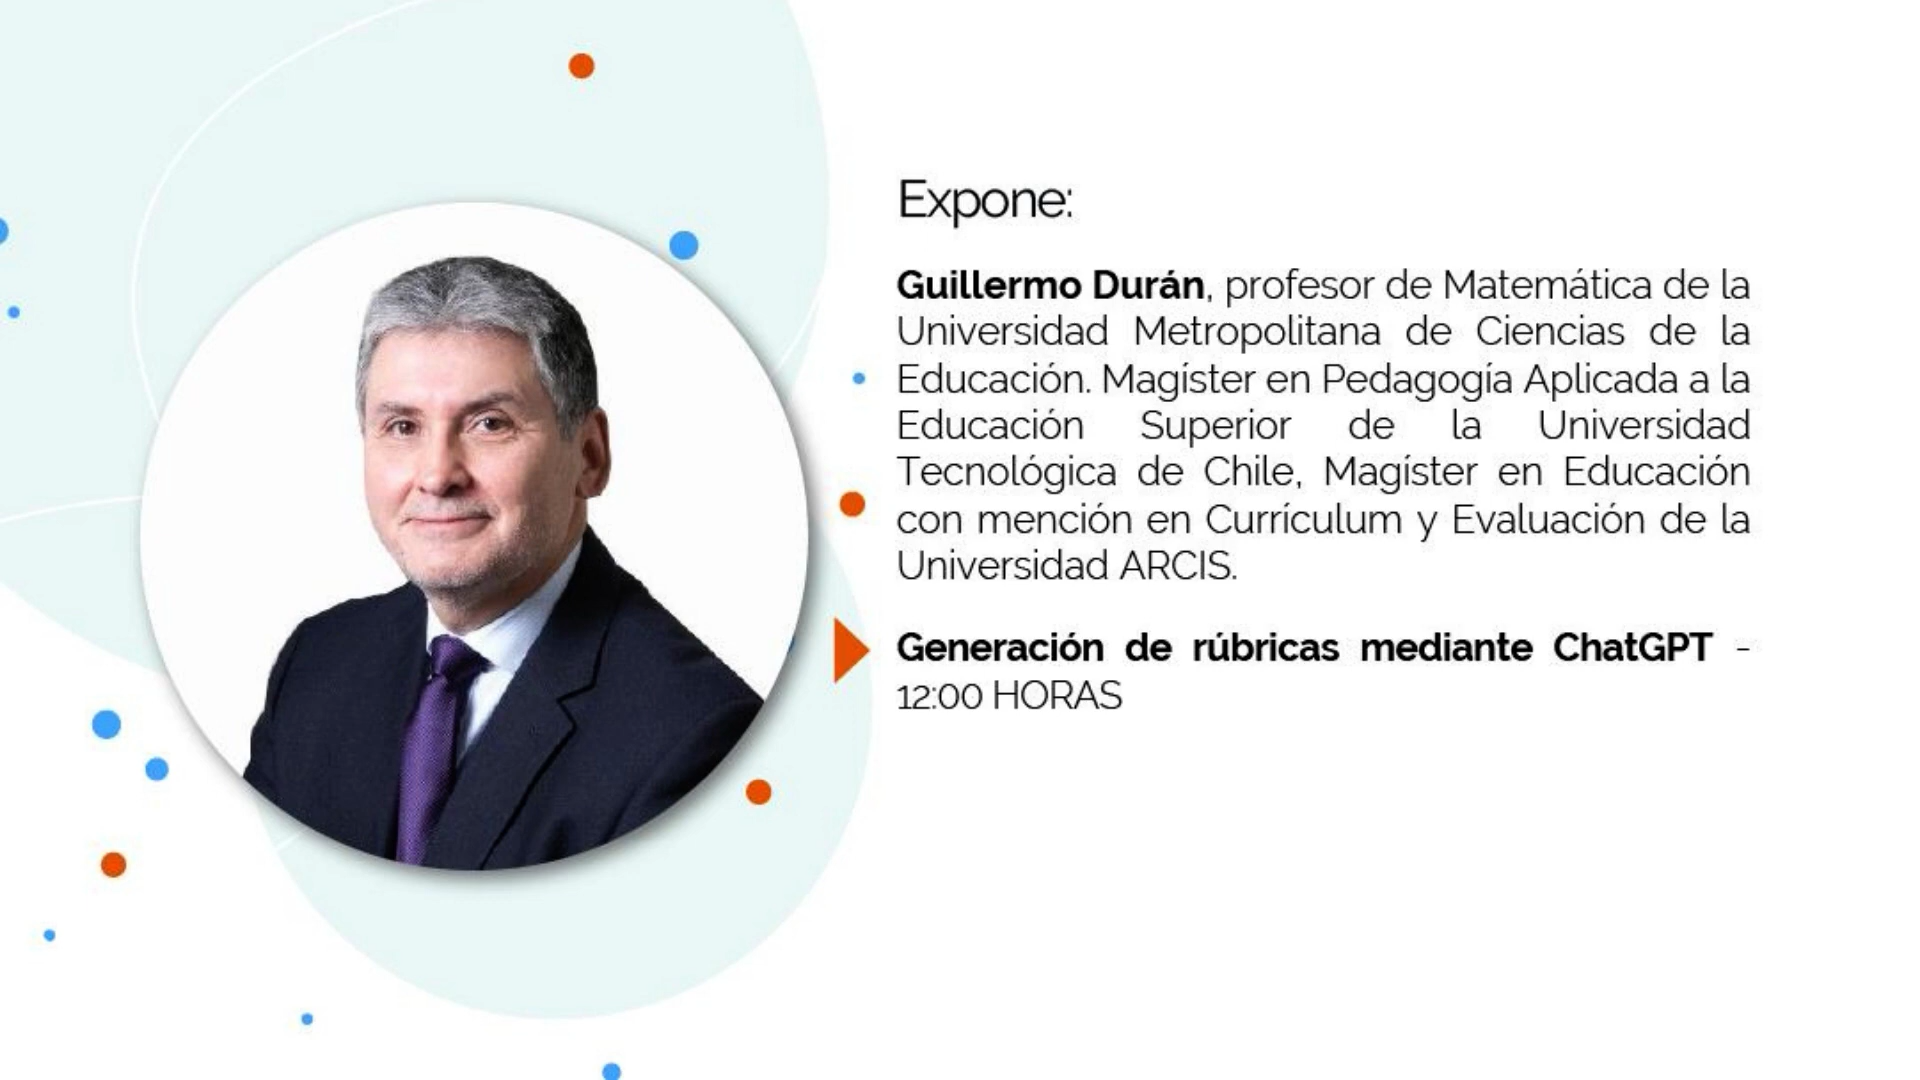 Expone:
Guillermo Durán, profesor de Matemática de la
Universidad Metropolitana de Ciencias de la
Educación. Magíster en Pedagogía Aplicada a la
Educación Superior de la Universidad
Tecnológica de Chile, Magíster en Educación
con mención en Currículum y Evaluación de la
Universidad ARCIS.
Generación de rúbricas mediante ChatGPT -
12:00 HORAS